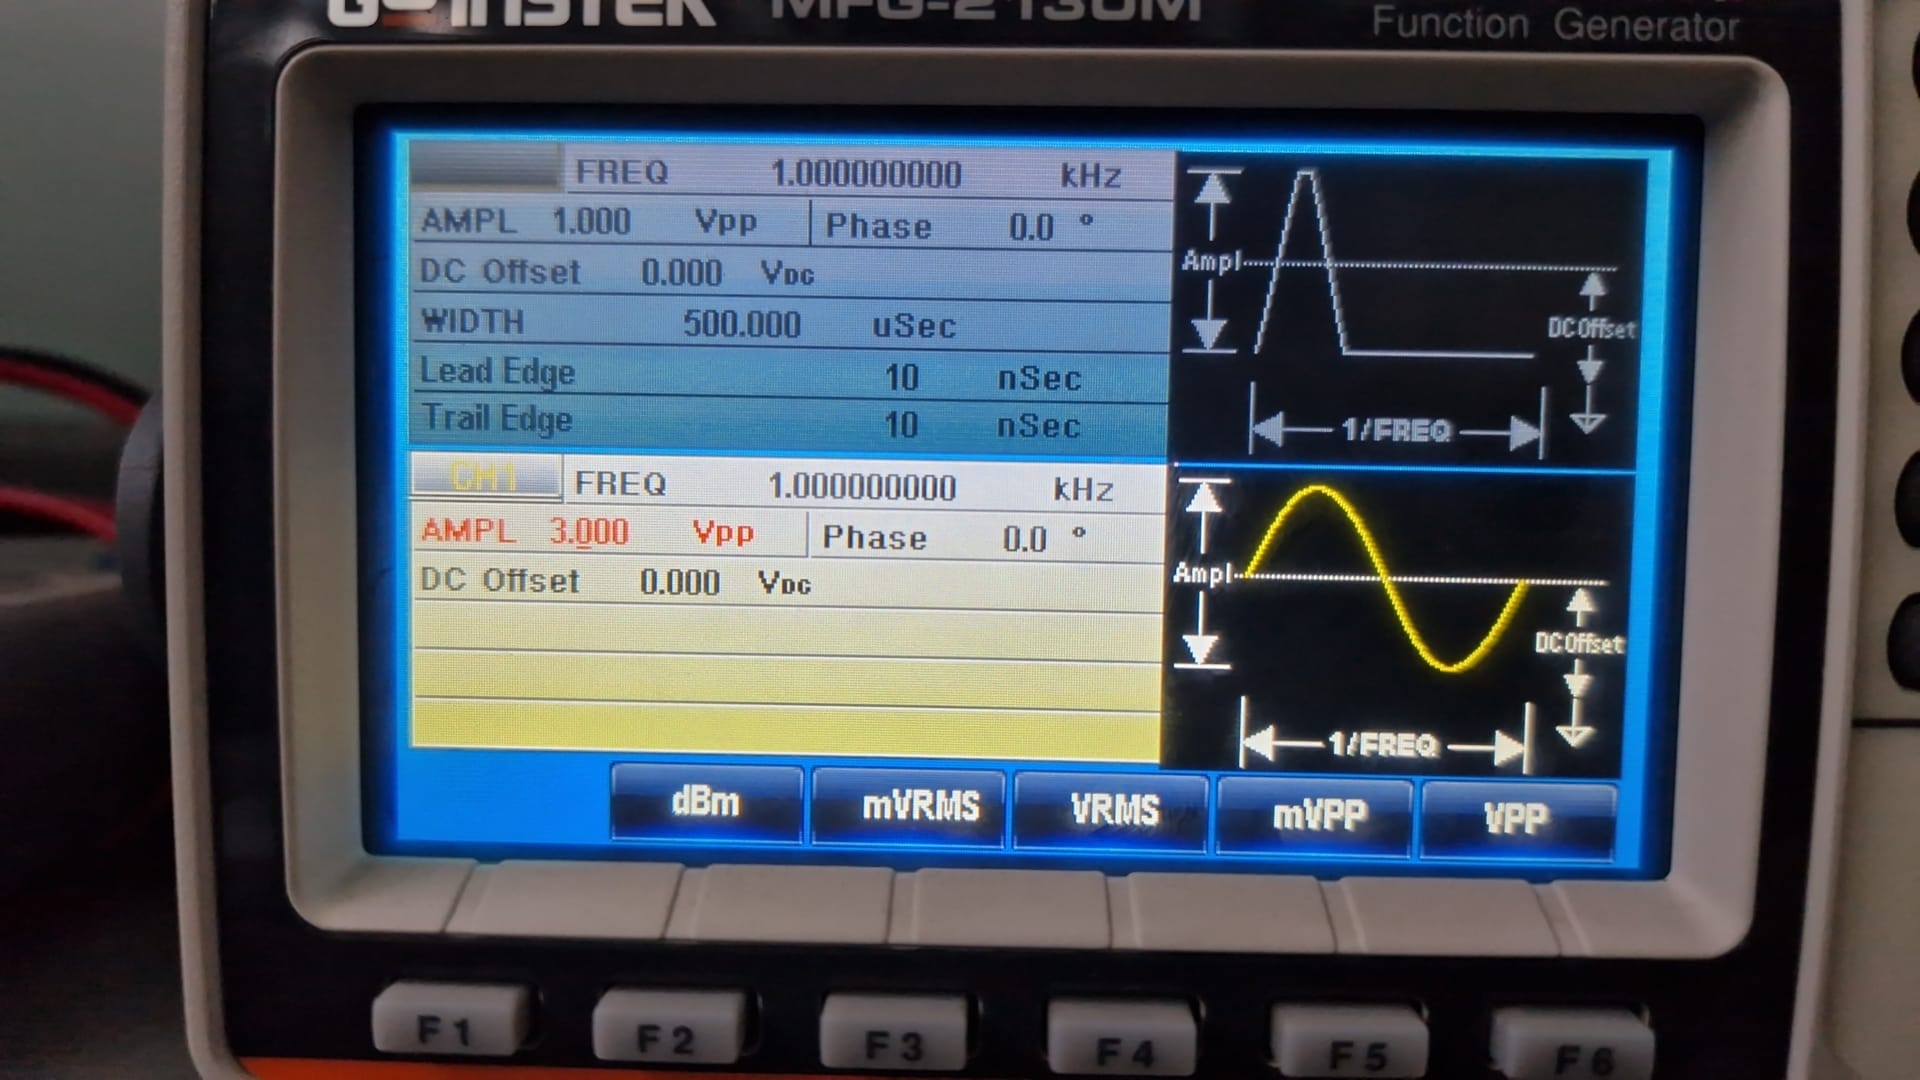 GW INSTEK MFG-2130M
Function Generator
FREQ 1.000000000 kHz
AMPL 1.000 Vpp Phase 0.0 °
DC Offset 0.000 VDC
WIDTH 500.000 uSec
Lead Edge 10 nSec
Trail Edge 10 nSec
Ampl
DC Offset
1/FREQ
CH1 FREQ 1.000000000 kHz
AMPL 3.000 Vpp Phase 0.0 °
DC Offset 0.000 VDC
Ampl
DC Offset
1/FREQ
dBm mVRMS VRMS mVPP VPP
F1 F2 F3 F4 F5 F6